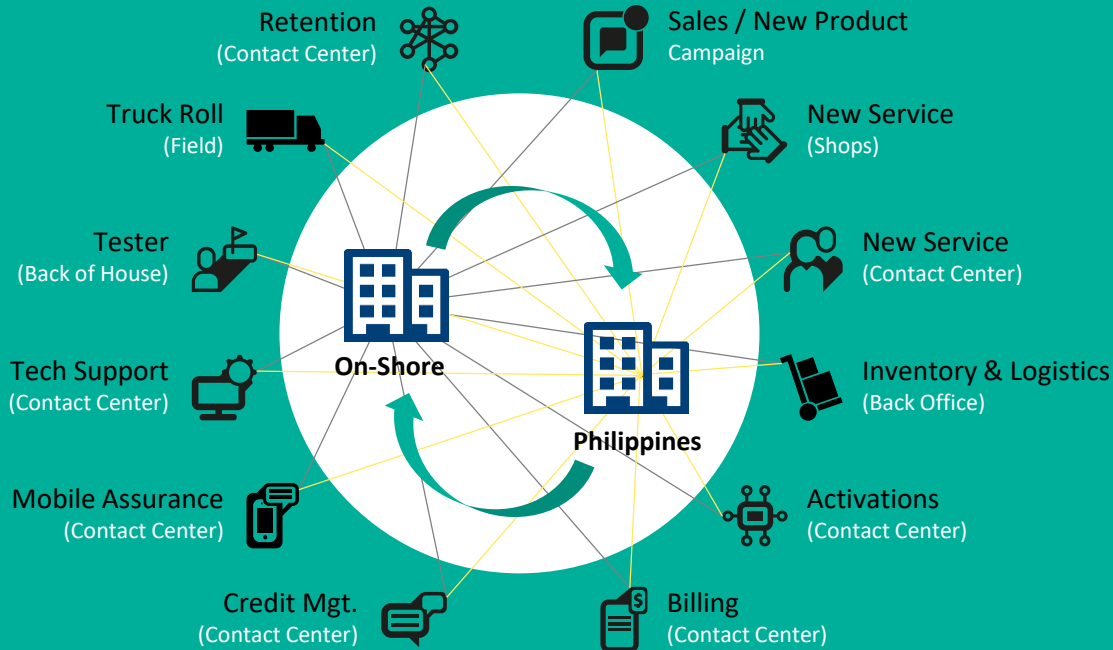 Retention
(Contact Center)
Sales / New Product
Campaign
Truck Roll
(Field)
New Service
(Shops)
Tester
(Back of House)
New Service
(Contact Center)
On-Shore
Tech Support
(Contact Center)
Inventory & Logistics
(Back Office)
Philippines
Mobile Assurance
(Contact Center)
Activations
(Contact Center)
Credit Mgt.
(Contact Center)
$
Billing
(Contact Center)